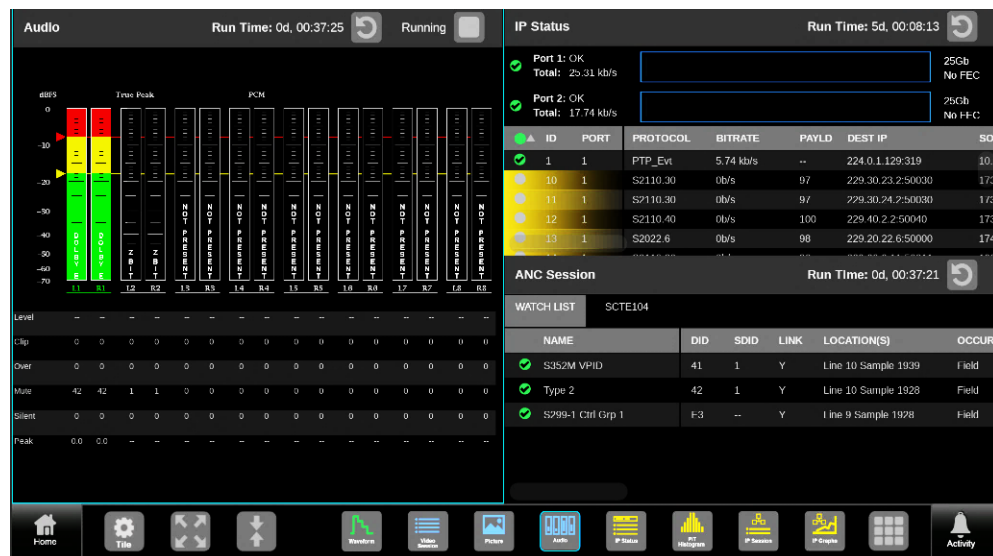 Audio Run Time: 0d, 00:37:25 Running
dBFS True Peak PCM
0
-10
-20
-30
-40
-50
-60
-70
DOLBY E
DOLBY E
Z BIT
Z BIT
NOT PRESENT
NOT PRESENT
NOT PRESENT
NOT PRESENT
NOT PRESENT
NOT PRESENT
NOT PRESENT
NOT PRESENT
NOT PRESENT
NOT PRESENT
NOT PRESENT
NOT PRESENT
L1 R1 L2 R2 L3 R3 L4 R4 L5 R5 L6 R6 L7 R7 L8 R8
Level -- -- -- -- -- -- -- -- -- -- -- -- -- -- -- --
Clip 0 0 0 0 0 0 0 0 0 0 0 0 0 0 0 0
Over 0 0 0 0 0 0 0 0 0 0 0 0 0 0 0 0
Mute 42 42 1 1 0 0 0 0 0 0 0 0 0 0 0 0
Silent 0 0 0 0 0 0 0 0 0 0 0 0 0 0 0 0
Peak 0.0 0.0 -- -- -- -- -- -- -- -- -- -- -- -- -- --
IP Status Run Time: 5d, 00:08:13
Port 1: OK 25Gb
Total: 25.31 kb/s No FEC
Port 2: OK 25Gb
Total: 17.74 kb/s No FEC
ID PORT PROTOCOL BITRATE PAYLD DEST IP SO
1 1 PTP_Evt 5.74 kb/s -- 224.0.1.129:319 10.
10 1 S2110.30 0b/s 97 229.30.23.2:50030 173
11 1 S2110.30 0b/s 97 229.30.24.2:50030 173
12 1 S2110.40 0b/s 100 229.40.2.2:50040 173
13 1 S2022.6 0b/s 98 229.20.22.6:50000 174
ANC Session Run Time: 0d, 00:37:21
WATCH LIST SCTE104
NAME DID SDID LINK LOCATION(S) OCCUR
S352M VPID 41 1 Y Line 10 Sample 1939 Field
Type 2 42 1 Y Line 10 Sample 1928 Field
S299-1 Ctrl Grp 1 E3 -- Y Line 9 Sample 1928 Field
Home Tile Waveform Video Session Picture Audio IP Status PIT Histogram IP Session IP Graphs Activity